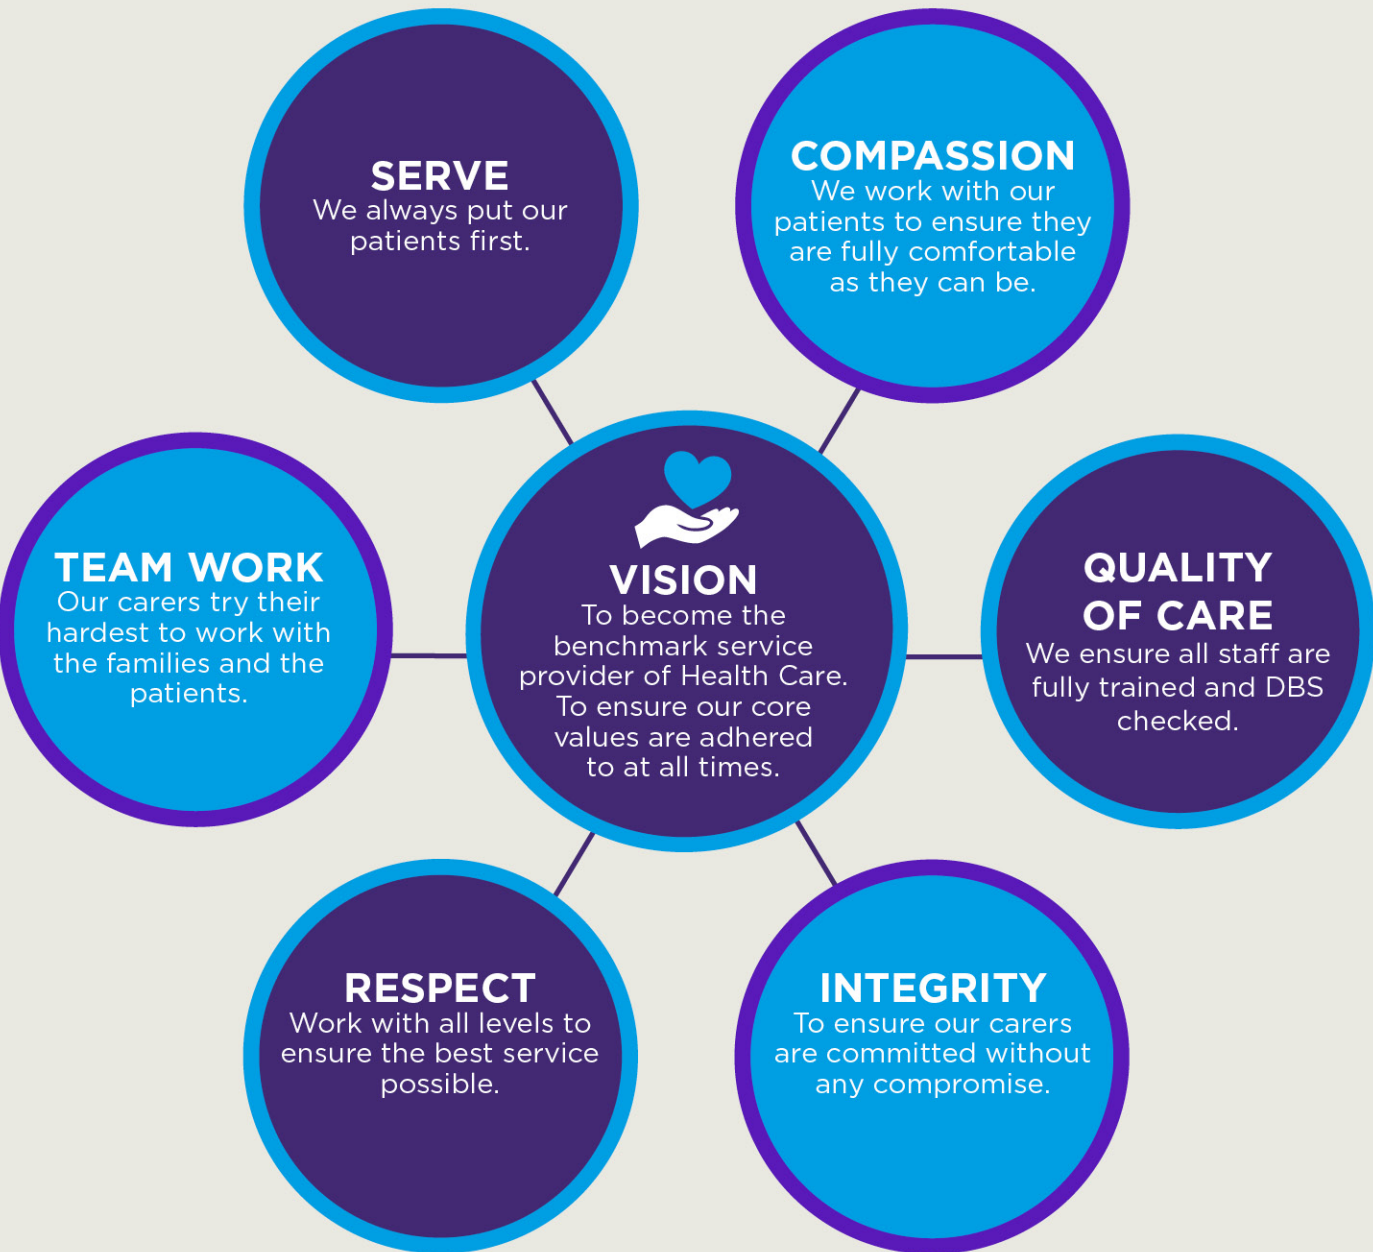 SERVE
We always put our
patients first.
COMPASSION
We work with our
patients to ensure they
are fully comfortable
as they can be.
TEAM WORK
Our carers try their
hardest to work with
the families and the
patients.
VISION
To become the
benchmark service
provider of Health Care.
To ensure our core
values are adhered
to at all times.
QUALITY
OF CARE
We ensure all staff are
fully trained and DBS
checked.
RESPECT
Work with all levels to
ensure the best service
possible.
INTEGRITY
To ensure our carers
are committed without
any compromise.